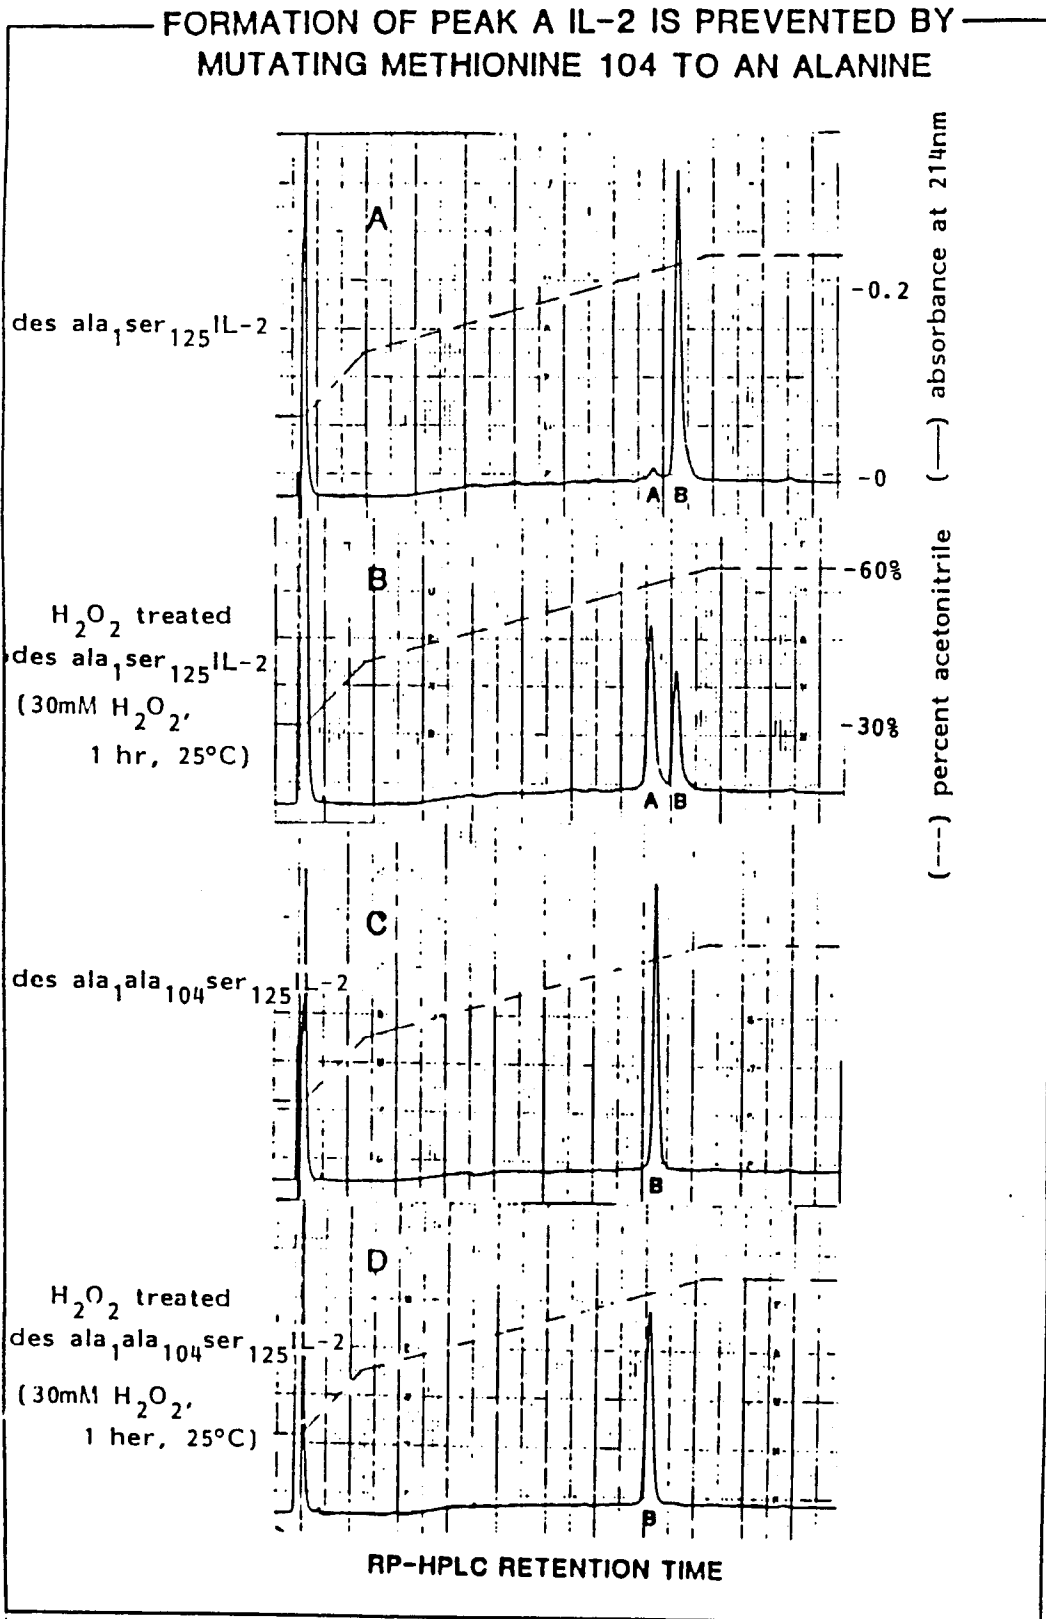 FORMATION OF PEAK A IL-2 IS PREVENTED BY
MUTATING METHIONINE 104 TO AN ALANINE
A
des ala₁ser₁₂₅IL-2
-0.2
-0
A B
(—) absorbance at 214nm
B
H₂O₂ treated
des ala₁ser₁₂₅IL-2
(30mM H₂O₂,
1 hr, 25°C)
-60%
-30%
A B
(---) percent acetonitrile
C
des ala₁ala₁₀₄ser₁₂₅IL-2
B
D
H₂O₂ treated
des ala₁ala₁₀₄ser₁₂₅IL-2
(30mM H₂O₂,
1 her, 25°C)
B
RP-HPLC RETENTION TIME